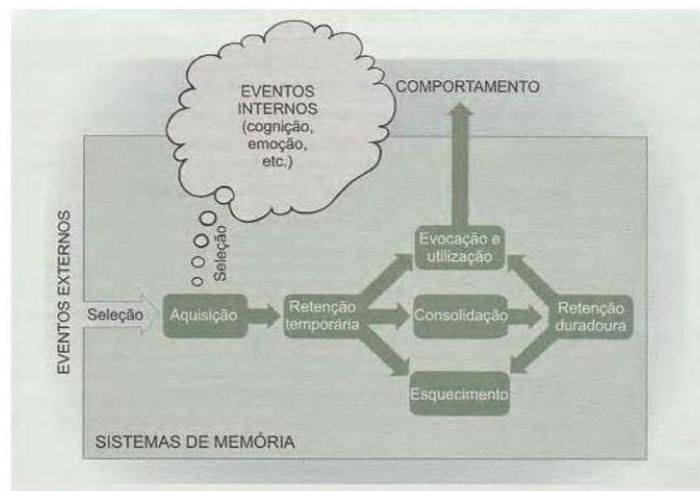 EVENTOS
INTERNOS
(cognição,
emoção,
etc.)
COMPORTAMENTO
EVENTOS EXTERNOS
Seleção
Seleção
Aquisição
Retenção
temporária
Evocação e
utilização
Consolidação
Retenção
duradoura
Esquecimento
SISTEMAS DE MEMÓRIA